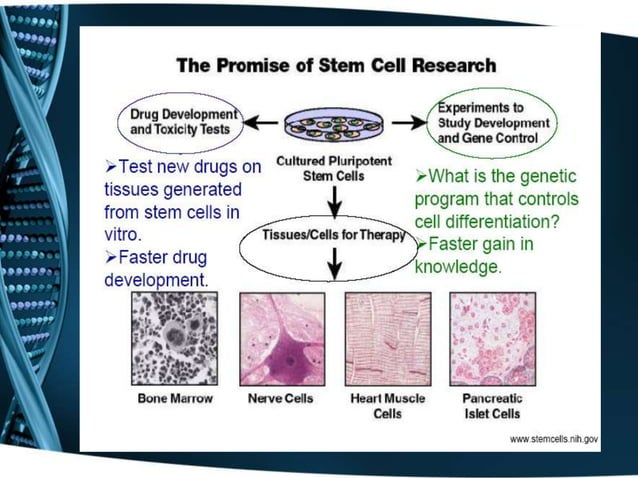 The Promise of Stem Cell Research
Drug Development
and Toxicity Tests
Experiments to
Study Development
and Gene Control
Cultured Pluripotent
Stem Cells
➢Test new drugs on
tissues generated
from stem cells in
vitro.
➢Faster drug
development.
➢What is the genetic
program that controls
cell differentiation?
➢Faster gain in
knowledge.
Tissues/Cells for Therapy
Bone Marrow
Nerve Cells
Heart Muscle
Cells
Pancreatic
Islet Cells
www.stemcells.nih.gov